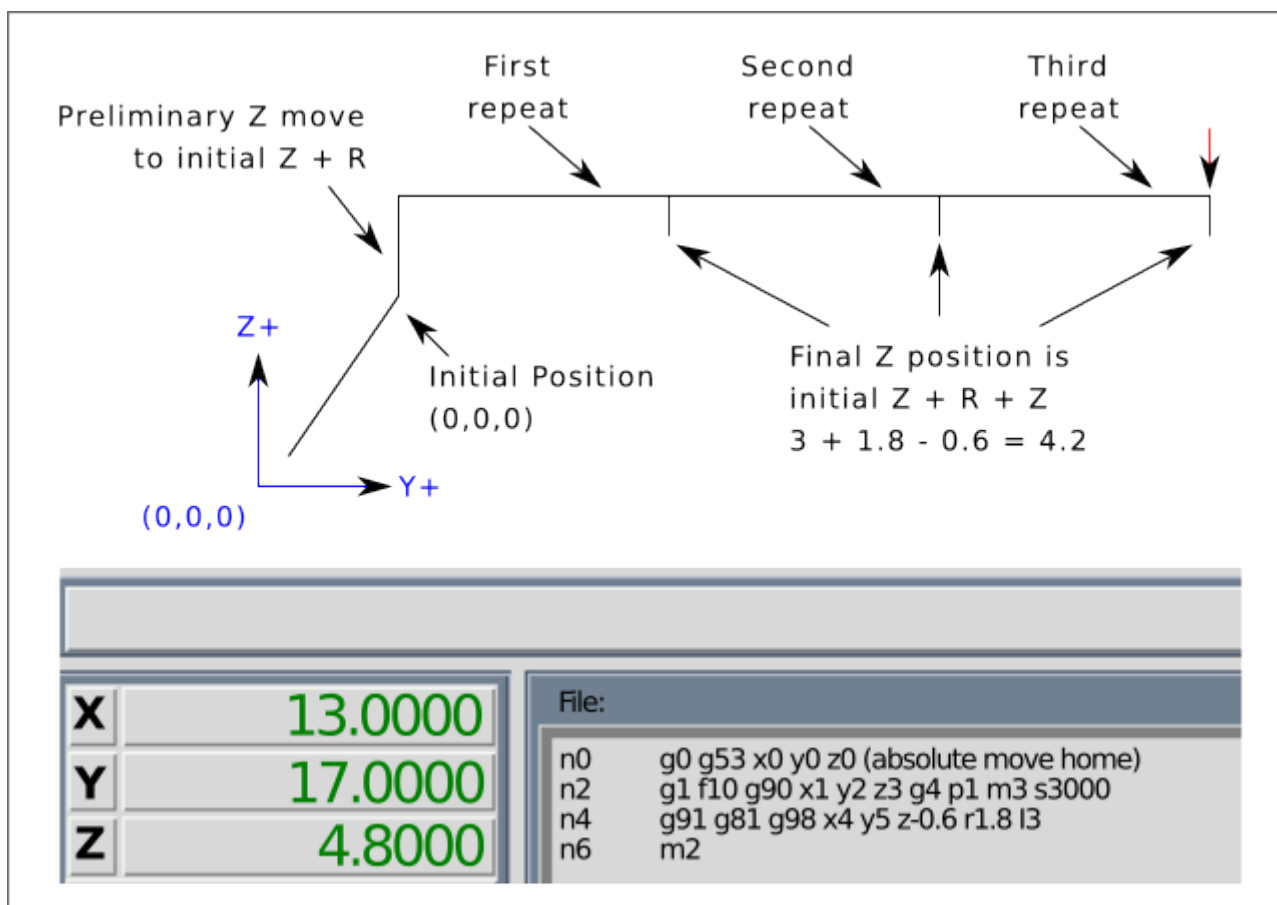 First
repeat
Second
repeat
Third
repeat
Preliminary Z move
to initial Z + R
Z+
Initial Position
(0,0,0)
Final Z position is
initial Z + R + Z
3 + 1.8 - 0.6 = 4.2
Y+
(0,0,0)
X 13.0000
Y 17.0000
Z 4.8000
File:
n0 g0 g53 x0 y0 z0 (absolute move home)
n2 g1 f10 g90 x1 y2 z3 g4 p1 m3 s3000
n4 g91 g81 g98 x4 y5 z-0.6 r1.8 l3
n6 m2